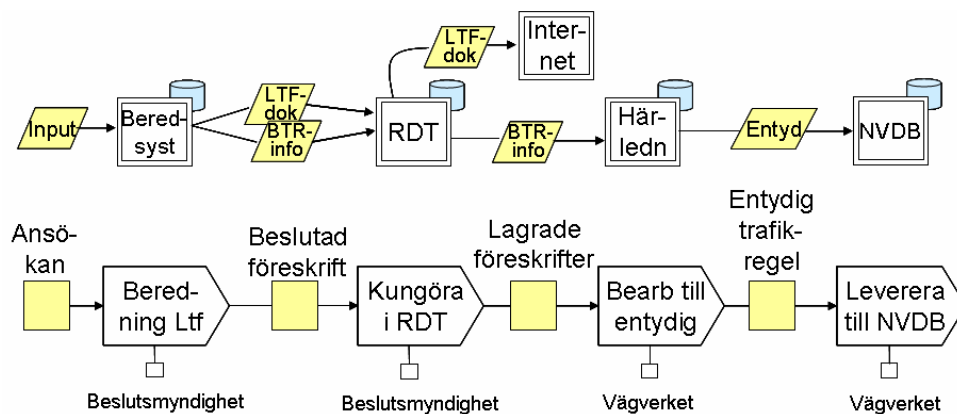 LTF-
dok
Inter-
net
Input
Bered-
syst
LTF-
dok
BTR-
info
RDT
BTR-
info
Här-
ledn
Entyd
NVDB
Ansö-
kan
Bered-
ning Ltf
Beslutad
föreskrift
Kungöra
i RDT
Lagrade
föreskrifter
Bearb till
entydig
Entydig
trafik-
regel
Leverera
till NVDB
Beslutsmyndighet
Beslutsmyndighet
Vägverket
Vägverket